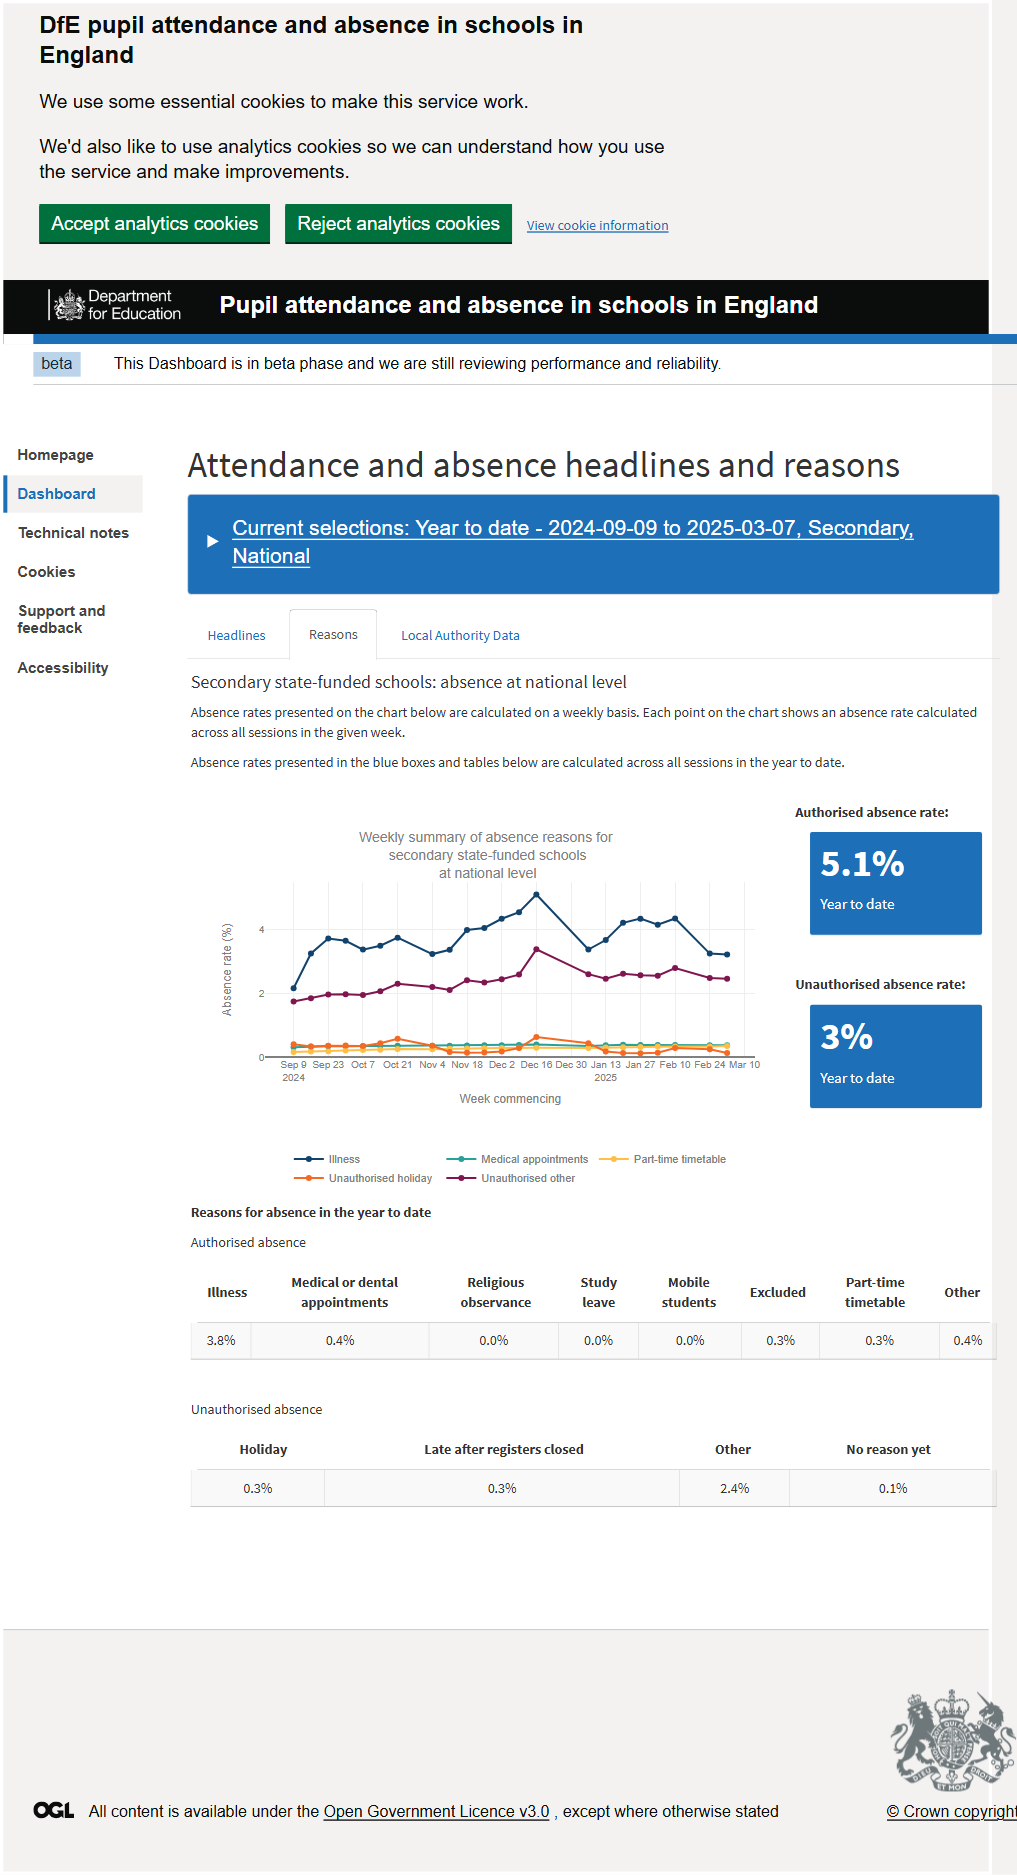 DfE pupil attendance and absence in schools in
England
We use some essential cookies to make this service work.
We'd also like to use analytics cookies so we can understand how you use
the service and make improvements.
Accept analytics cookies Reject analytics cookies View cookie information
Department
for Education
Pupil attendance and absence in schools in England
beta This Dashboard is in beta phase and we are still reviewing performance and reliability.
Homepage
Dashboard
Technical notes
Cookies
Support and
feedback
Accessibility
Attendance and absence headlines and reasons
Current selections: Year to date - 2024-09-09 to 2025-03-07, Secondary,
National
Headlines Reasons Local Authority Data
Secondary state-funded schools: absence at national level
Absence rates presented on the chart below are calculated on a weekly basis. Each point on the chart shows an absence rate calculated
across all sessions in the given week.
Absence rates presented in the blue boxes and tables below are calculated across all sessions in the year to date.
Weekly summary of absence reasons for
secondary state-funded schools
at national level
Absence rate (%)
4
2
0
Sep 9 Sep 23 Oct 7 Oct 21 Nov 4 Nov 18 Dec 2 Dec 16 Dec 30 Jan 13 Jan 27 Feb 10 Feb 24 Mar 10
2024 2025
Week commencing
Illness Medical appointments Part-time timetable
Unauthorised holiday Unauthorised other
Authorised absence rate:
5.1%
Year to date
Unauthorised absence rate:
3%
Year to date
Reasons for absence in the year to date
Authorised absence
Illness Medical or dental appointments Religious observance Study leave Mobile students Excluded Part-time timetable Other
3.8% 0.4% 0.0% 0.0% 0.0% 0.3% 0.3% 0.4%
Unauthorised absence
Holiday Late after registers closed Other No reason yet
0.3% 0.3% 2.4% 0.1%
OGL All content is available under the Open Government Licence v3.0 , except where otherwise stated
© Crown copyright